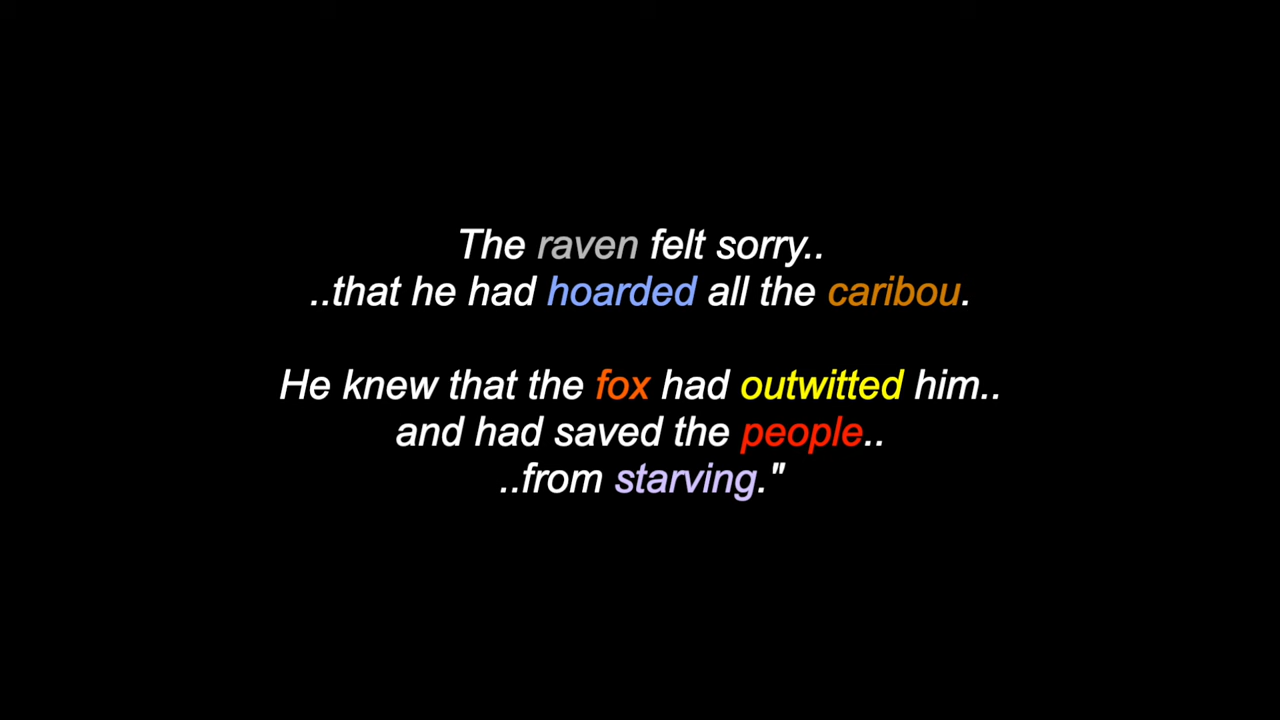 The raven felt sorry..
..that he had hoarded all the caribou.
He knew that the fox had outwitted him..
and had saved the people..
..from starving."